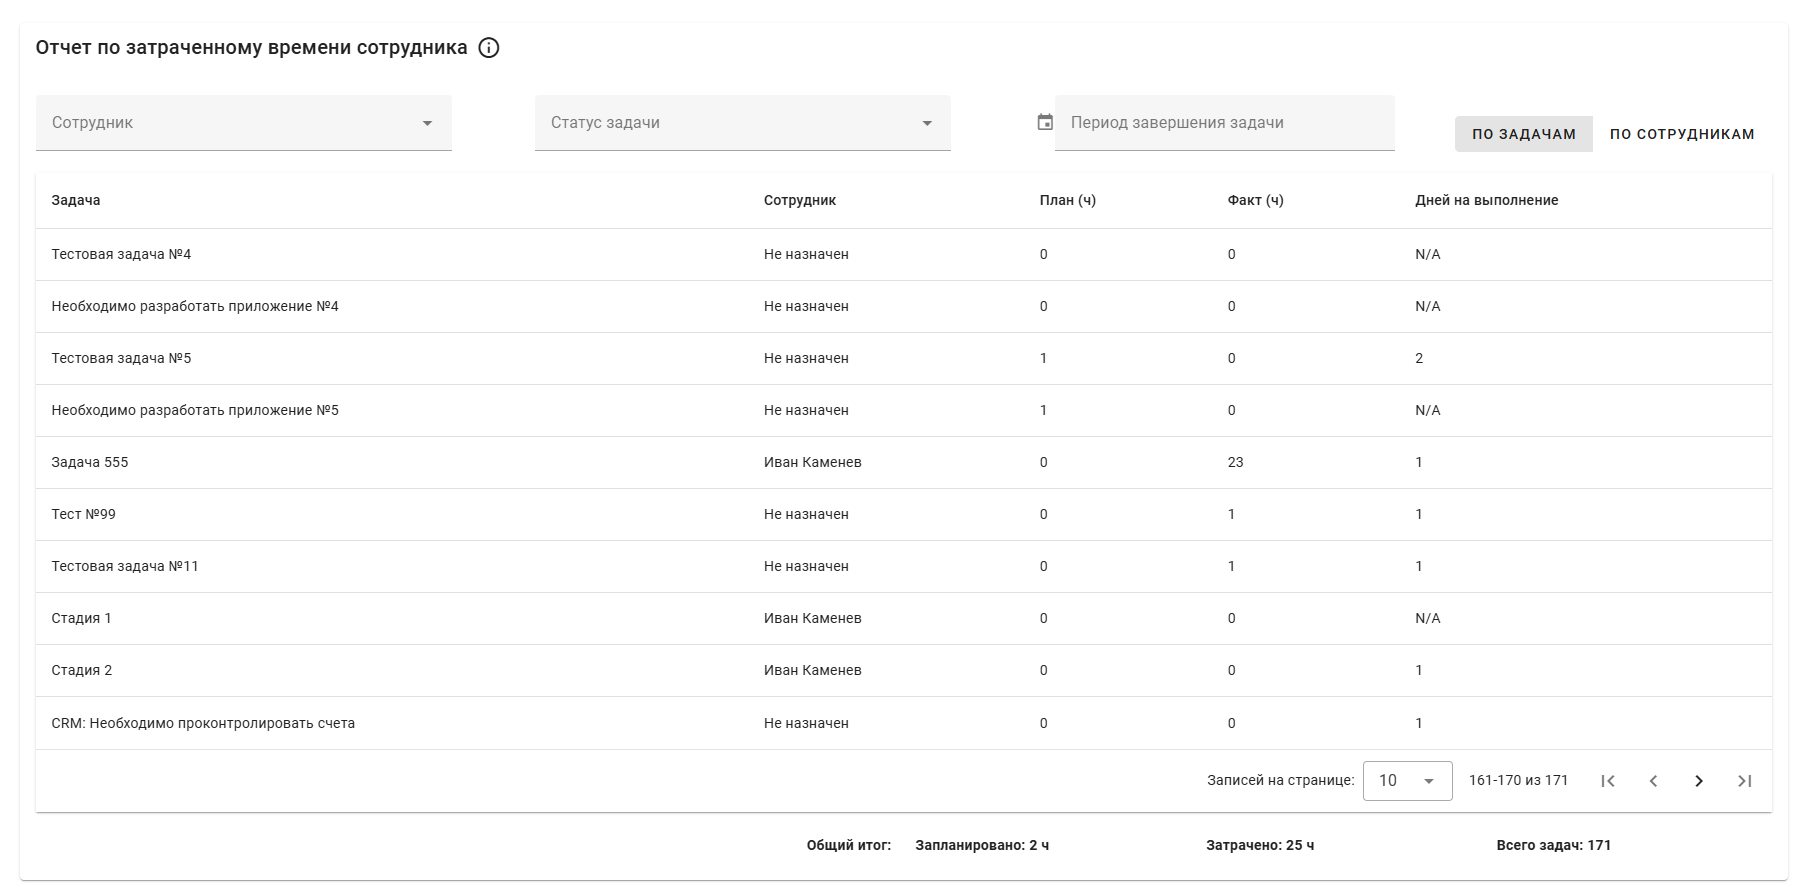 Отчет по затраченному времени сотрудника
Сотрудник Статус задачи Период завершения задачи ПО ЗАДАЧАМ ПО СОТРУДНИКАМ
Задача Сотрудник План (ч) Факт (ч) Дней на выполнение
Тестовая задача №4 Не назначен 0 0 N/A
Необходимо разработать приложение №4 Не назначен 0 0 N/A
Тестовая задача №5 Не назначен 1 0 2
Необходимо разработать приложение №5 Не назначен 1 0 N/A
Задача 555 Иван Каменев 0 23 1
Тест №99 Не назначен 0 1 1
Тестовая задача №11 Не назначен 0 1 1
Стадия 1 Иван Каменев 0 0 N/A
Стадия 2 Иван Каменев 0 0 1
CRM: Необходимо проконтролировать счета Не назначен 0 0 1
Записей на странице: 10 161-170 из 171
Общий итог: Запланировано: 2 ч Затрачено: 25 ч Всего задач: 171